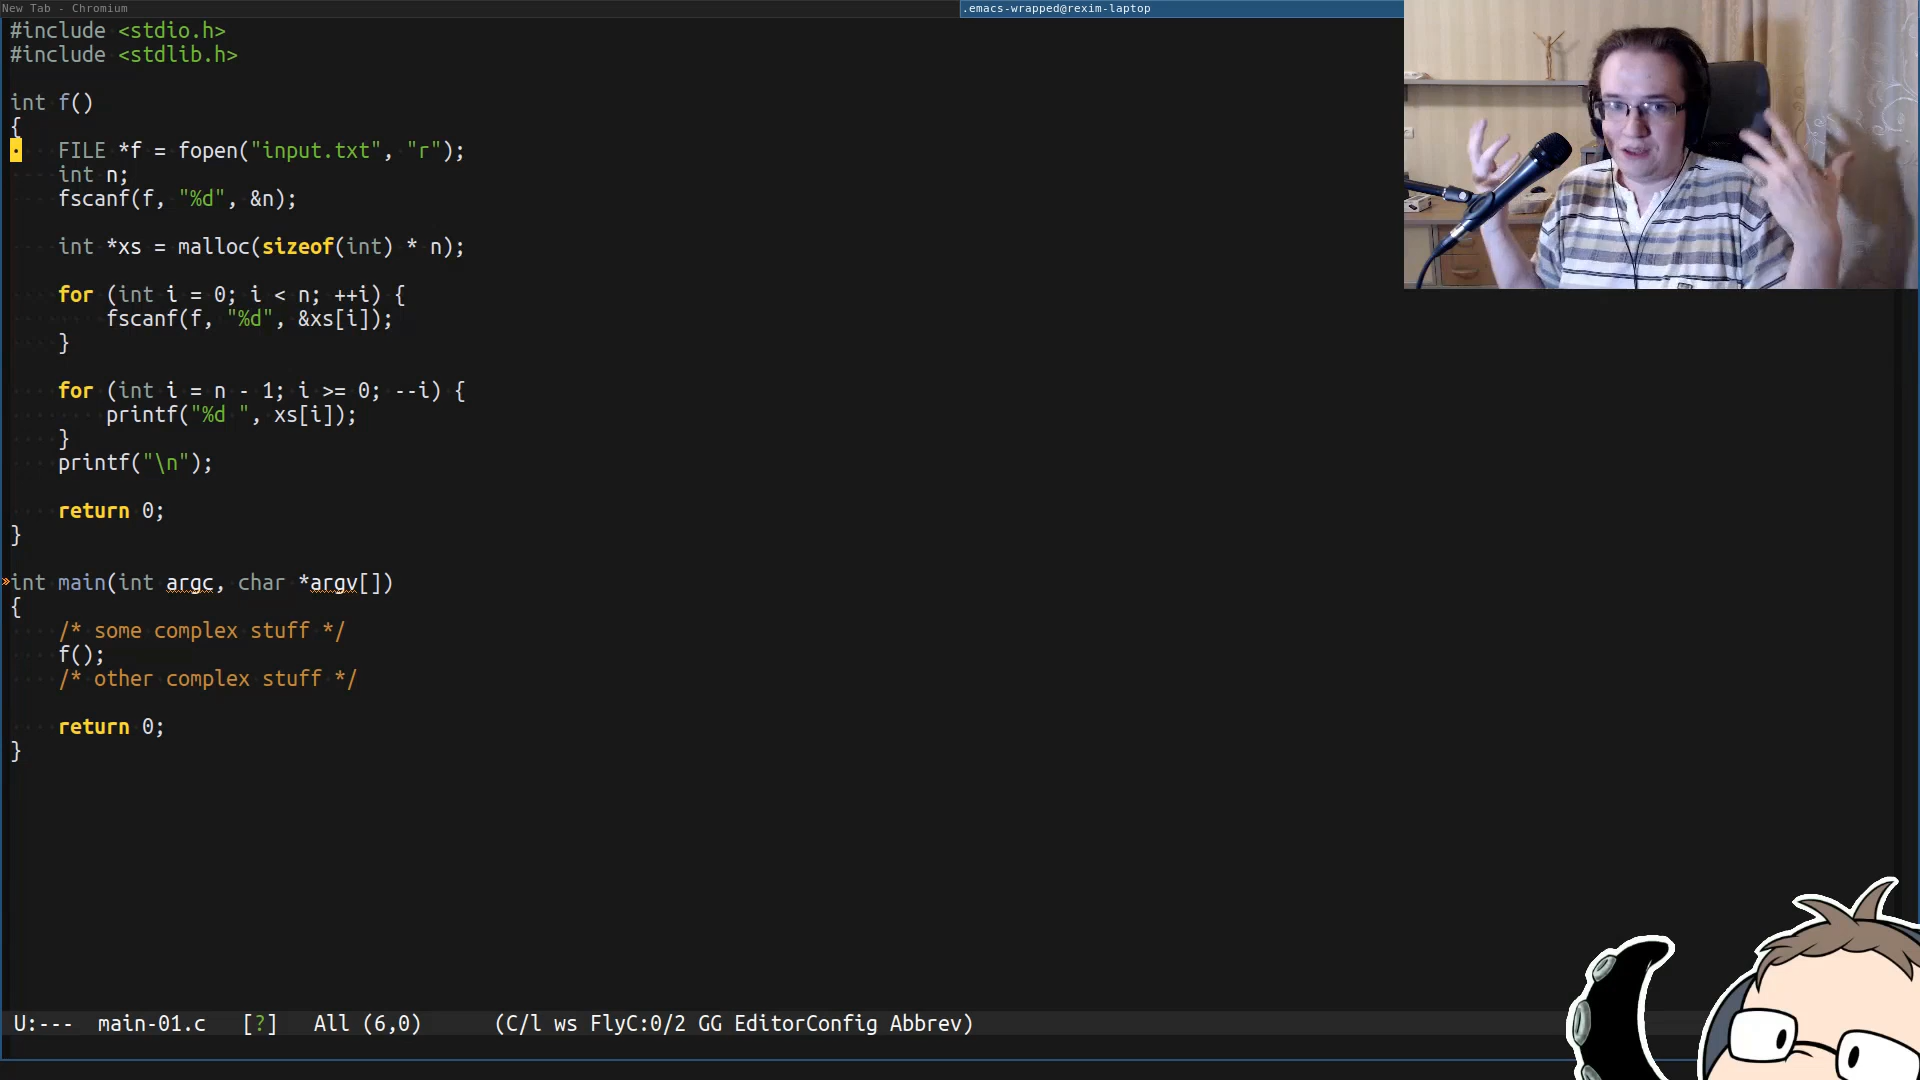 New Tab - Chromium
.emacs-wrapped@rexim-laptop
#include <stdio.h>
#include <stdlib.h>
int f()
{
FILE *f = fopen("input.txt", "r");
int n;
fscanf(f, "%d", &n);
int *xs = malloc(sizeof(int) * n);
for (int i = 0; i < n; ++i) {
fscanf(f, "%d", &xs[i]);
}
for (int i = n - 1; i >= 0; --i) {
printf("%d ", xs[i]);
}
printf("\n");
return 0;
}
»int main(int argc, char *argv[])
{
/* some complex stuff */
f();
/* other complex stuff */
return 0;
}
U:--- main-01.c [?] All (6,0) (C/l ws FlyC:0/2 GG EditorConfig Abbrev)